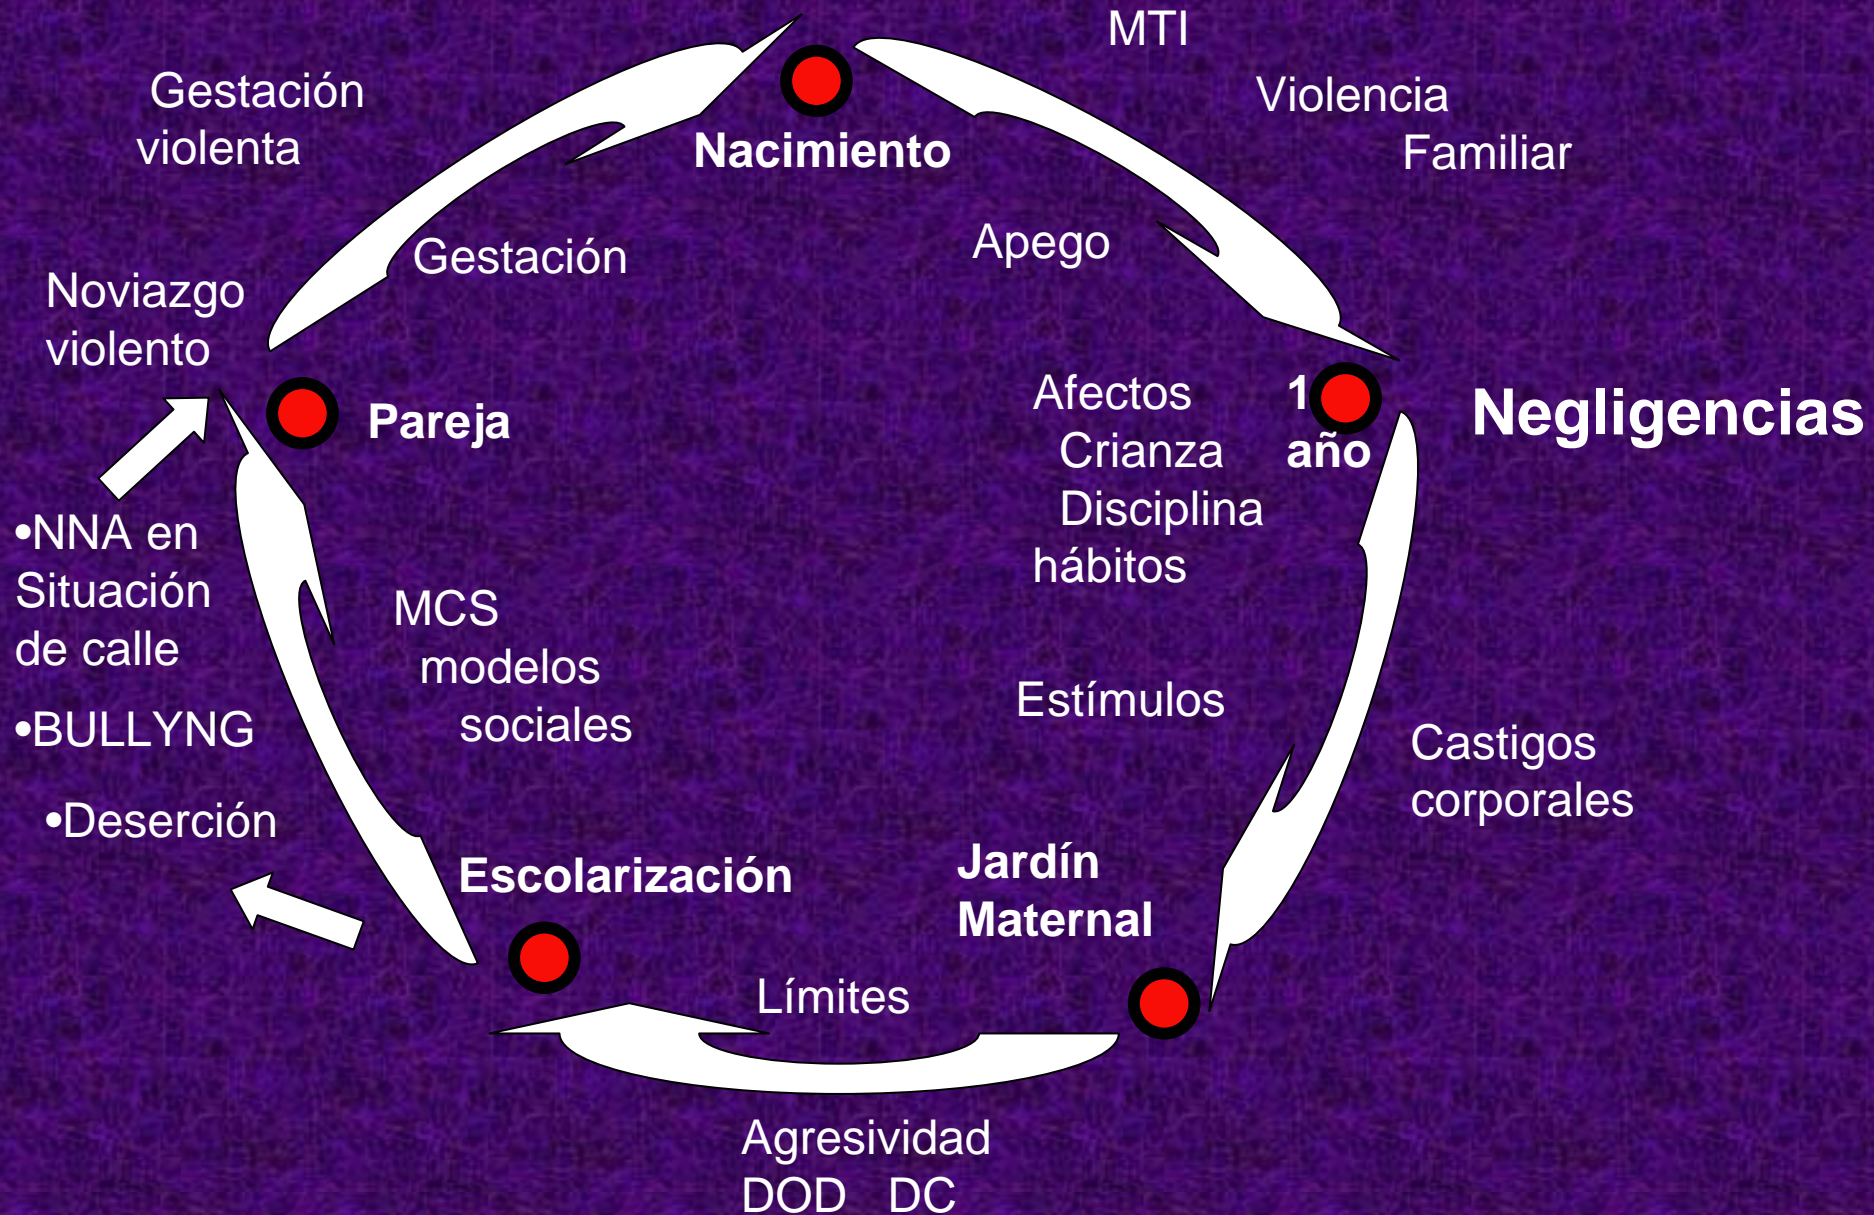 MTI
Gestación
violenta
Violencia
Familiar
Nacimiento
Gestación
Apego
Noviazgo
violento
Pareja
Afectos
Crianza
Disciplina
hábitos
1
año
Negligencias
•NNA en
Situación
de calle
•BULLYNG
•Deserción
MCS
modelos
sociales
Estímulos
Castigos
corporales
Escolarización
Jardín
Maternal
Límites
Agresividad
DOD DC